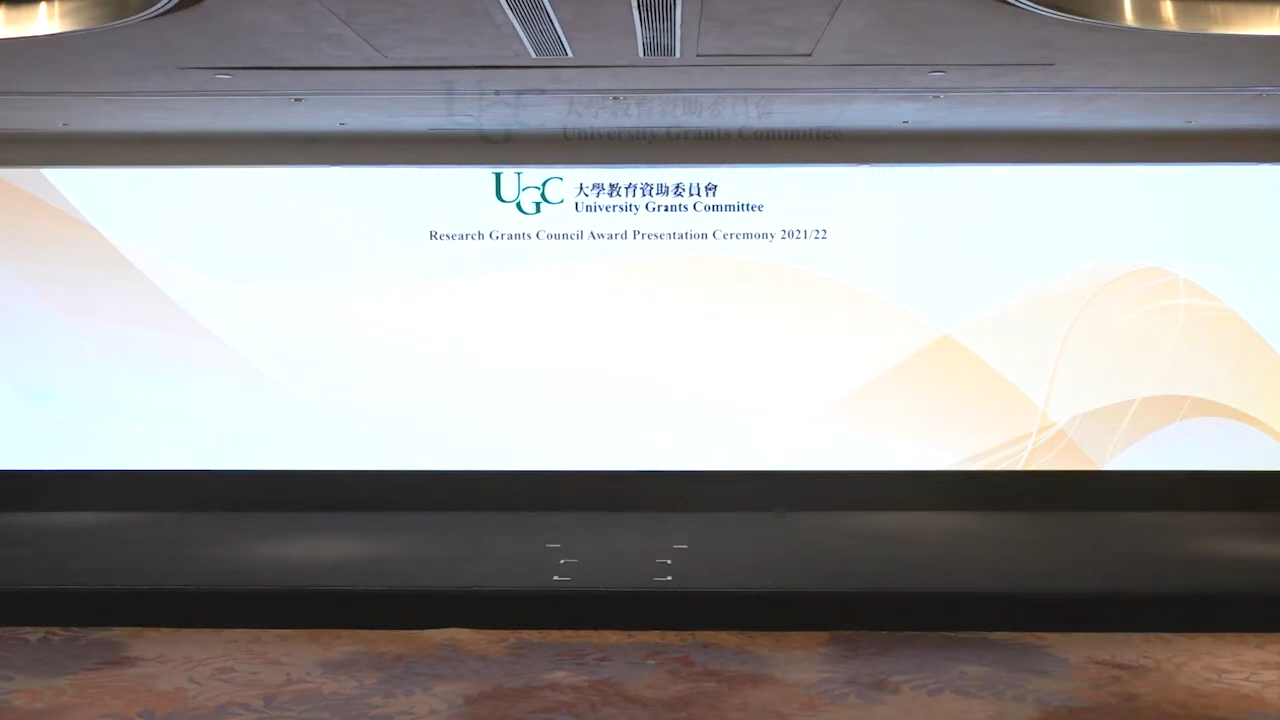 UGC
大學教育資助委員會
University Grants Committee
Research Grants Council Award Presentation Ceremony 2021/22